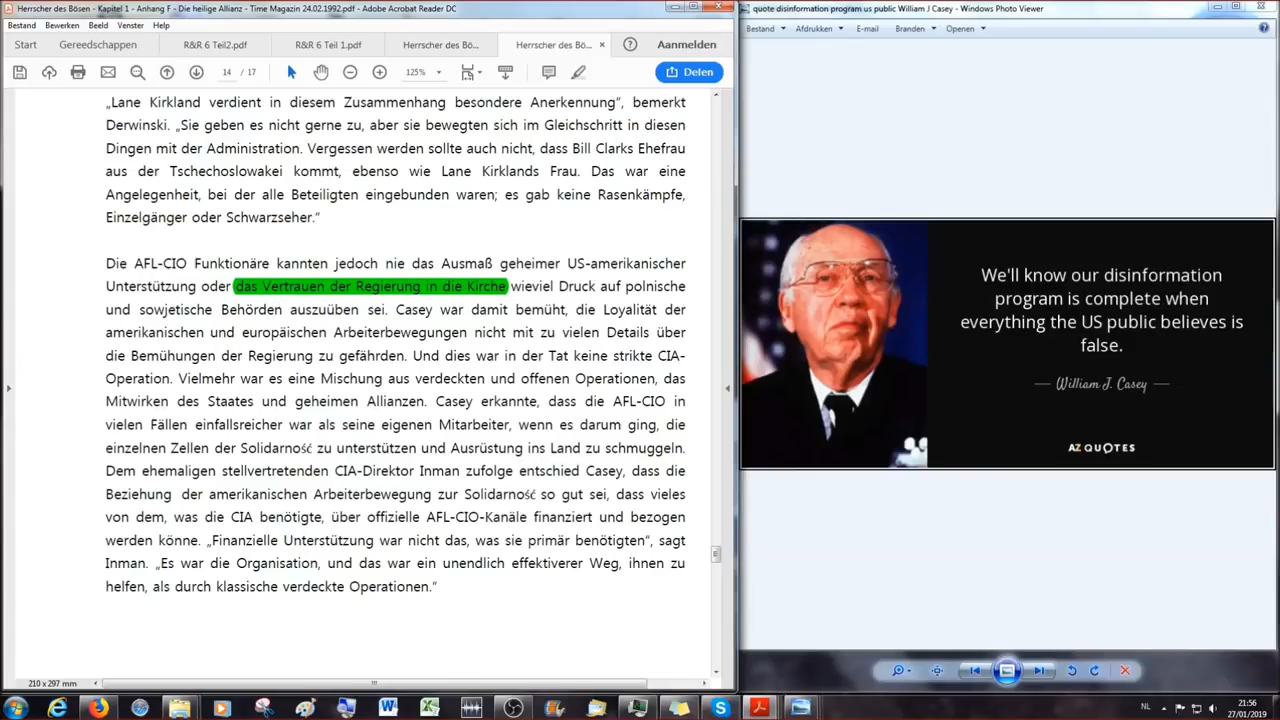 Herrscher des Bösen - Kapitel 1 - Anhang F - Die heilige Allianz - Time Magazin 24.02.1992.pdf - Adobe Acrobat Reader DC
Bestand Bewerken Beeld Venster Help
Start Gereedschappen R&R 6 Teil2.pdf R&R 6 Teil 1.pdf Herrscher des Bö... Herrscher des Bö... × Aanmelden
14 / 17 125% Delen
„Lane Kirkland verdient in diesem Zusammenhang besondere Anerkennung“, bemerkt
Derwinski. „Sie geben es nicht gerne zu, aber sie bewegten sich im Gleichschritt in diesen
Dingen mit der Administration. Vergessen werden sollte auch nicht, dass Bill Clarks Ehefrau
aus der Tschechoslowakei kommt, ebenso wie Lane Kirklands Frau. Das war eine
Angelegenheit, bei der alle Beteiligten eingebunden waren; es gab keine Rasenkämpfe,
Einzelgänger oder Schwarzseher.“
Die AFL-CIO Funktionäre kannten jedoch nie das Ausmaß geheimer US-amerikanischer
Unterstützung oder das Vertrauen der Regierung in die Kirche wieviel Druck auf polnische
und sowjetische Behörden auszuüben sei. Casey war damit bemüht, die Loyalität der
amerikanischen und europäischen Arbeiterbewegungen nicht mit zu vielen Details über
die Bemühungen der Regierung zu gefährden. Und dies war in der Tat keine strikte CIA-
Operation. Vielmehr war es eine Mischung aus verdeckten und offenen Operationen, das
Mitwirken des Staates und geheimen Allianzen. Casey erkannte, dass die AFL-CIO in
vielen Fällen einfallsreicher war als seine eigenen Mitarbeiter, wenn es darum ging, die
einzelnen Zellen der Solidarność zu unterstützen und Ausrüstung ins Land zu schmuggeln.
Dem ehemaligen stellvertretenden CIA-Direktor Inman zufolge entschied Casey, dass die
Beziehung der amerikanischen Arbeiterbewegung zur Solidarność so gut sei, dass vieles
von dem, was die CIA benötigte, über offizielle AFL-CIO-Kanäle finanziert und bezogen
werden könne. „Finanzielle Unterstützung war nicht das, was sie primär benötigten“, sagt
Inman. „Es war die Organisation, und das war ein unendlich effektiverer Weg, ihnen zu
helfen, als durch klassische verdeckte Operationen.“
210 x 297 mm
quote disinformation program us public William J Casey - Windows Photo Viewer
Bestand Afdrukken E-mail Branden Openen
We'll know our disinformation
program is complete when
everything the US public believes is
false.
William J. Casey
AZ QUOTES
NL 21:56
27/01/2019